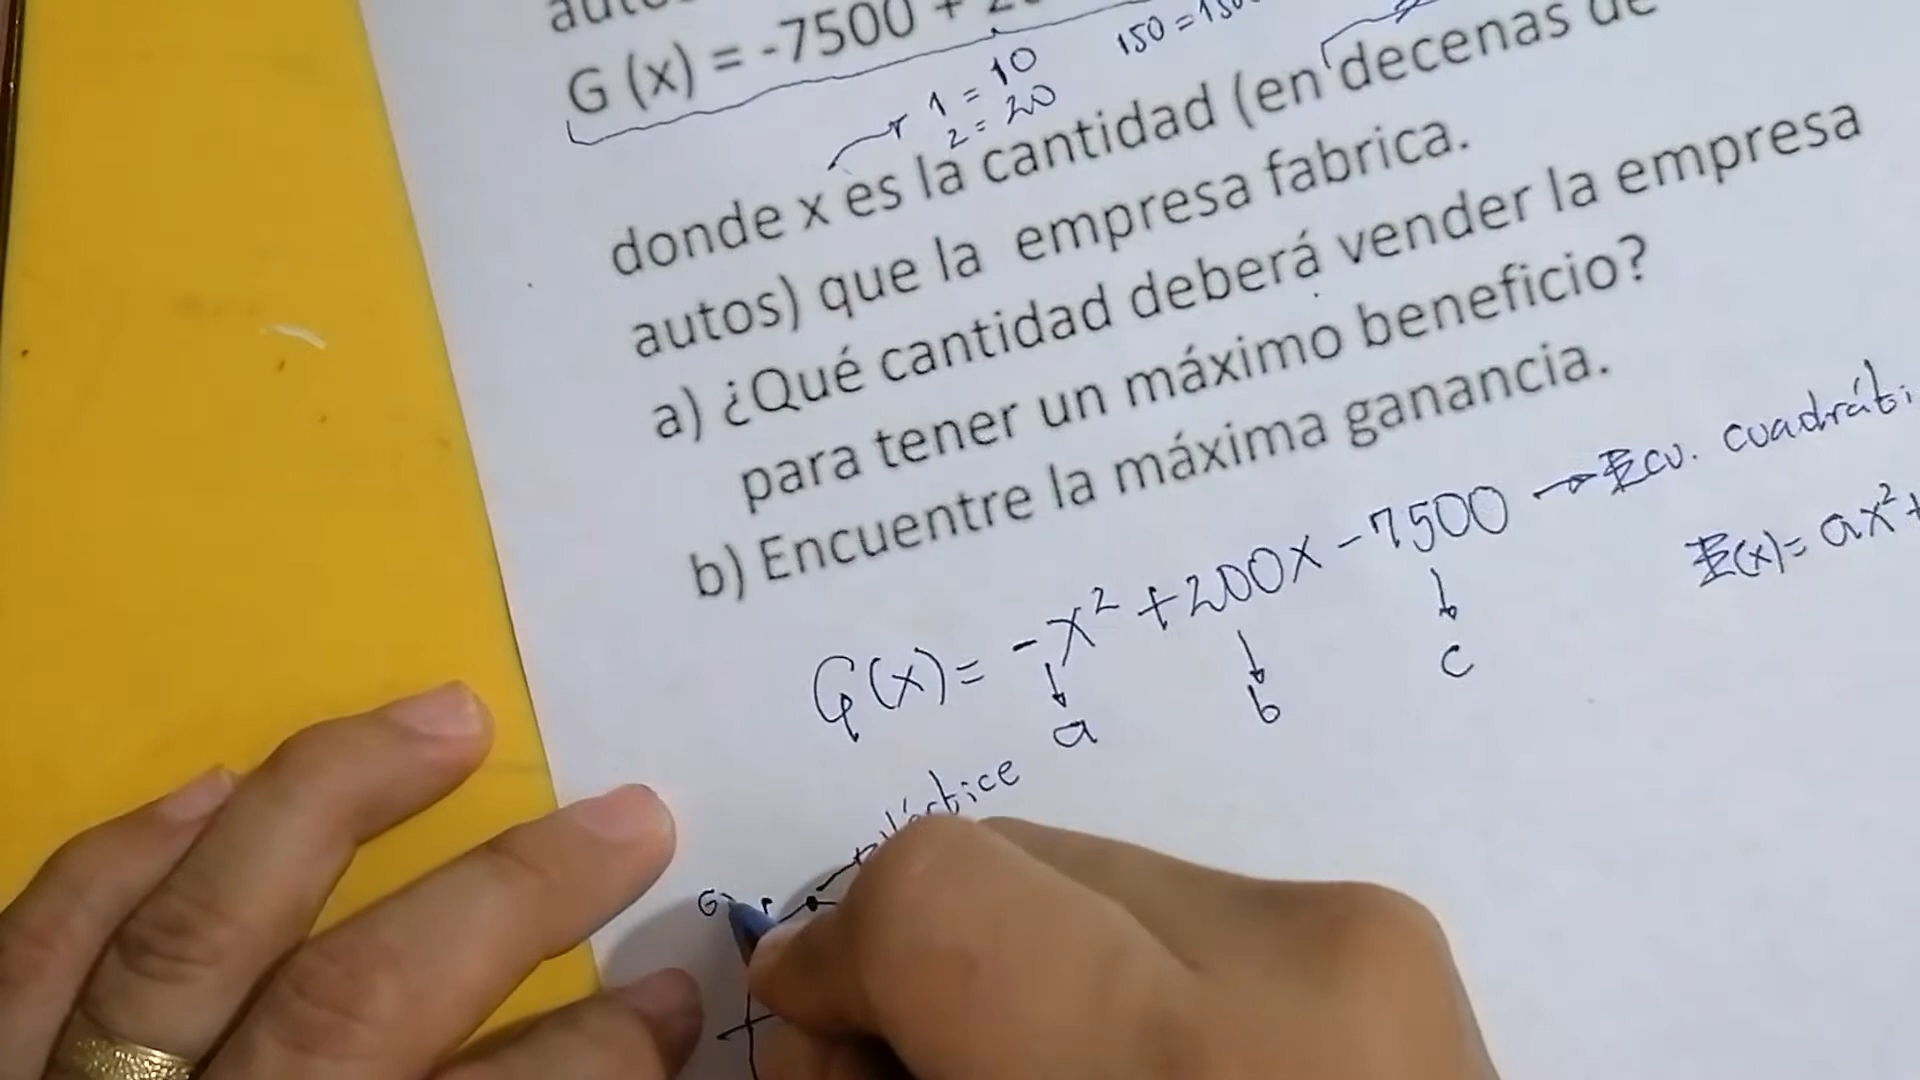 G (x) = -7500 +
150 = 150
1 = 10
2 = 20
donde x es la cantidad (en decenas de
autos) que la empresa fabrica.
a) ¿Qué cantidad deberá vender la empresa
para tener un máximo beneficio?
b) Encuentre la máxima ganancia.
G(x) = -x² + 200x - 7500 → Ecu. cuadráti
E(x) = ax² +
a b c
vértice
G